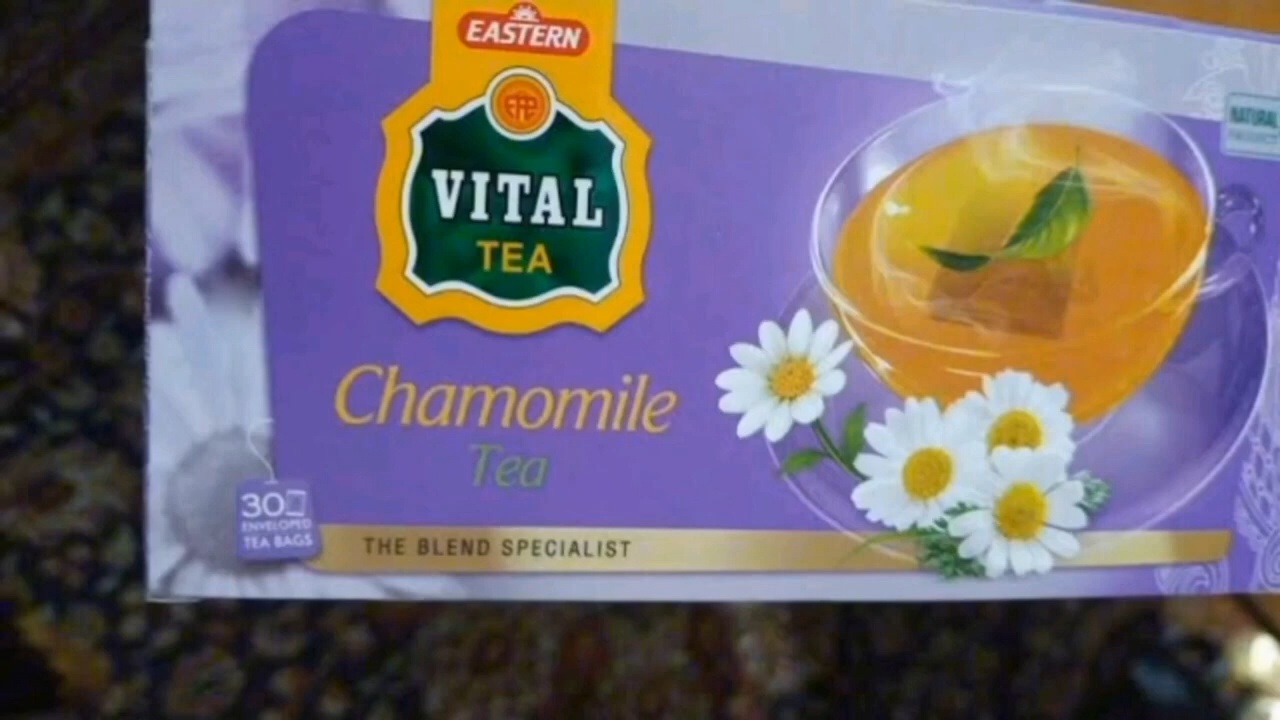 EASTERN
VITAL
TEA
Chamomile
Tea
30
ENVELOPED
TEA BAGS
THE BLEND SPECIALIST
NATURAL